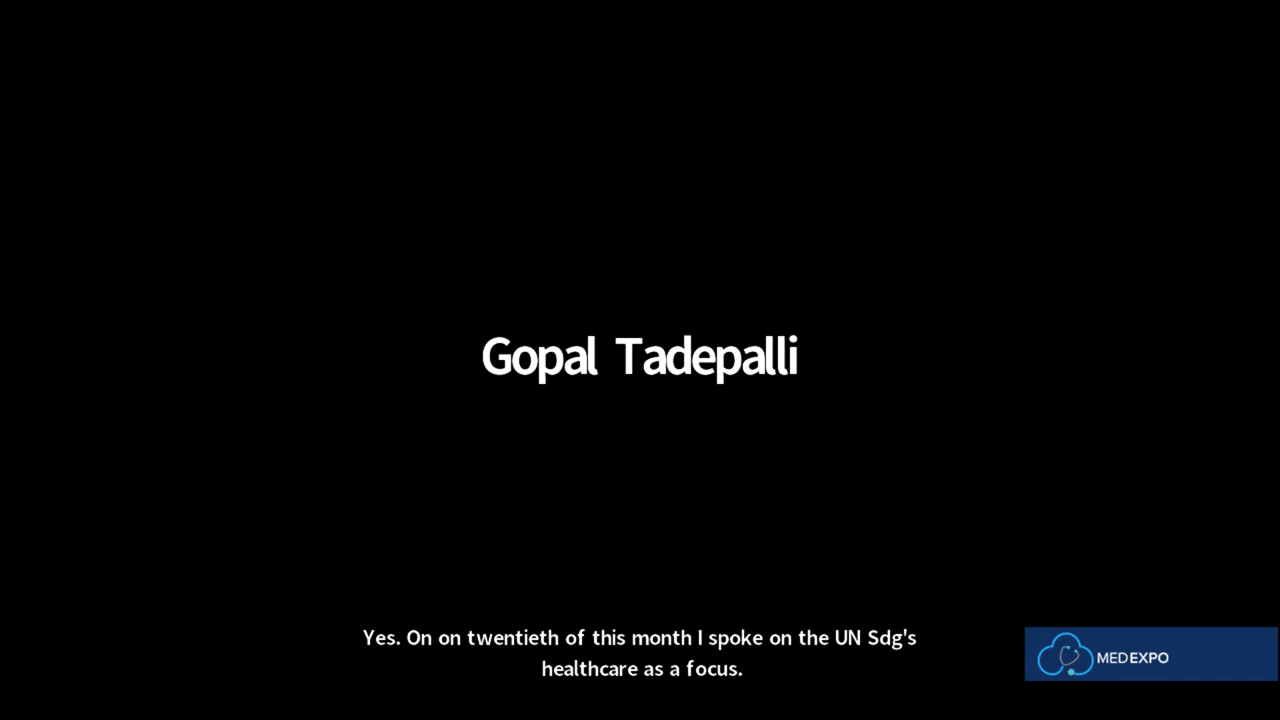 Gopal Tadepalli
Yes. On on twentieth of this month I spoke on the UN Sdg's
healthcare as a focus.
MEDEXPO